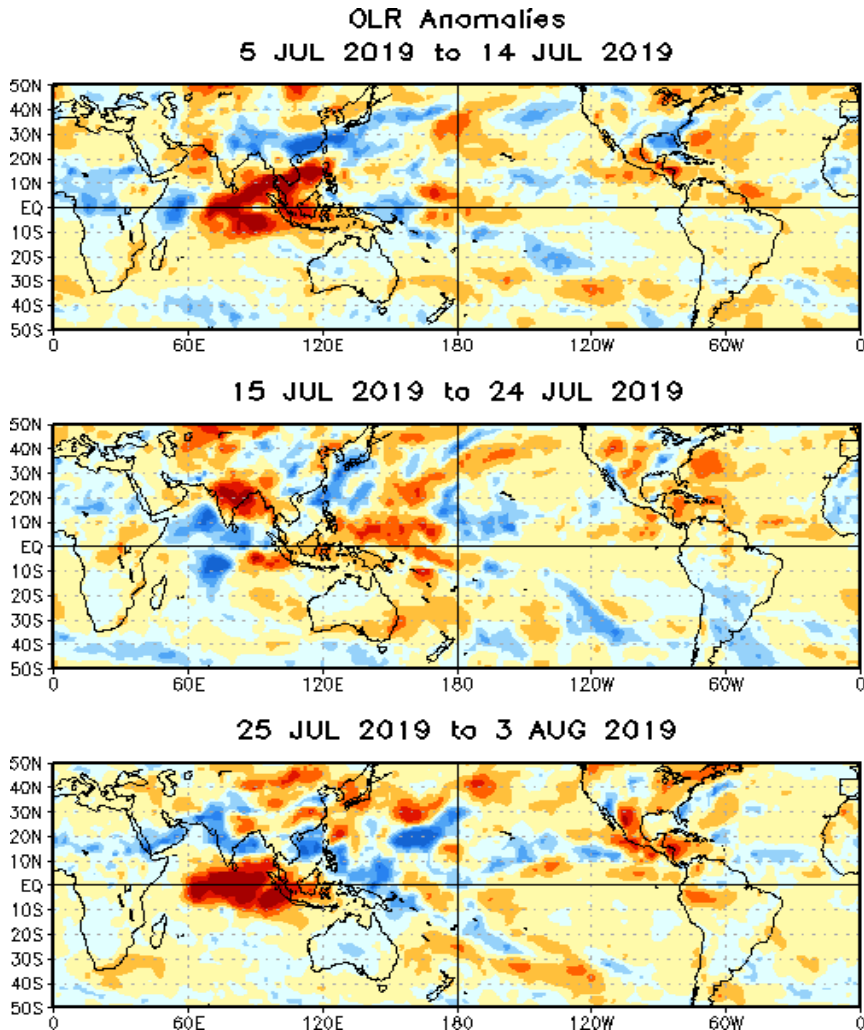 OLR Anomalies
5 JUL 2019 to 14 JUL 2019
50N
40N
30N
20N
10N
EQ
10S
20S
30S
40S
50S
0 60E 120E 180 120W 60W 0
15 JUL 2019 to 24 JUL 2019
50N
40N
30N
20N
10N
EQ
10S
20S
30S
40S
50S
0 60E 120E 180 120W 60W 0
25 JUL 2019 to 3 AUG 2019
50N
40N
30N
20N
10N
EQ
10S
20S
30S
40S
50S
0 60E 120E 180 120W 60W 0